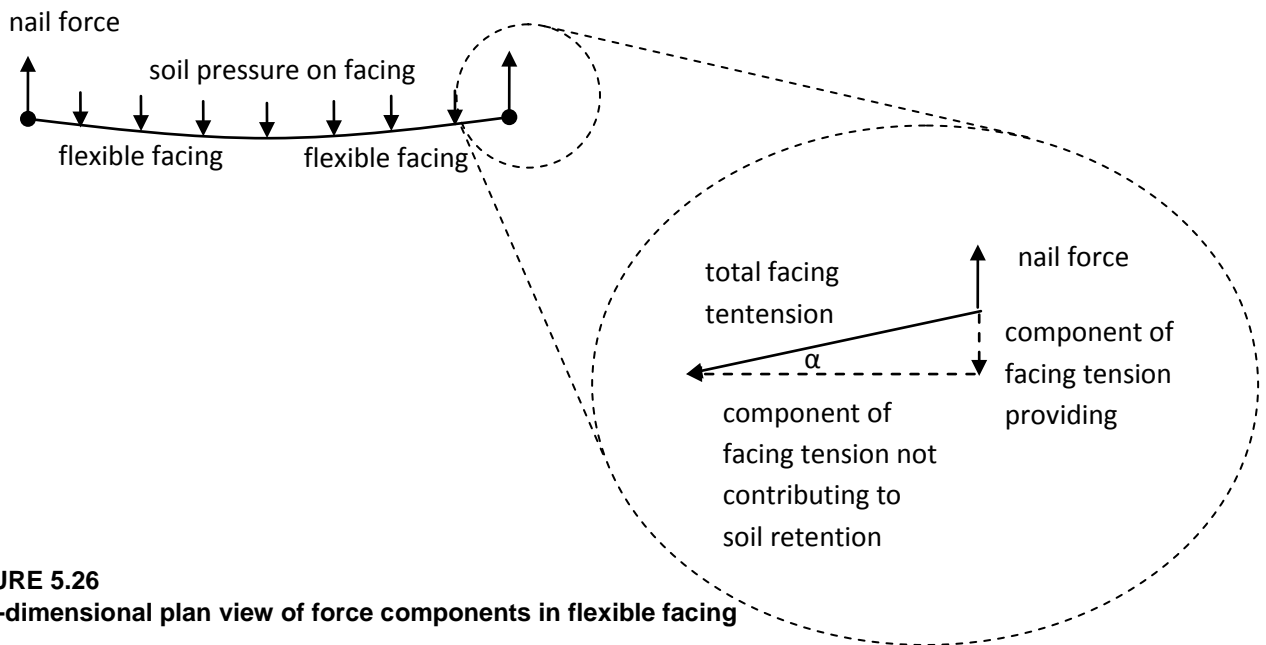 nail force
soil pressure on facing
flexible facing
flexible facing
total facing
tentension
nail force
α
component of
facing tension
providing
component of
facing tension not
contributing to
soil retention
URE 5.26
-dimensional plan view of force components in flexible facing